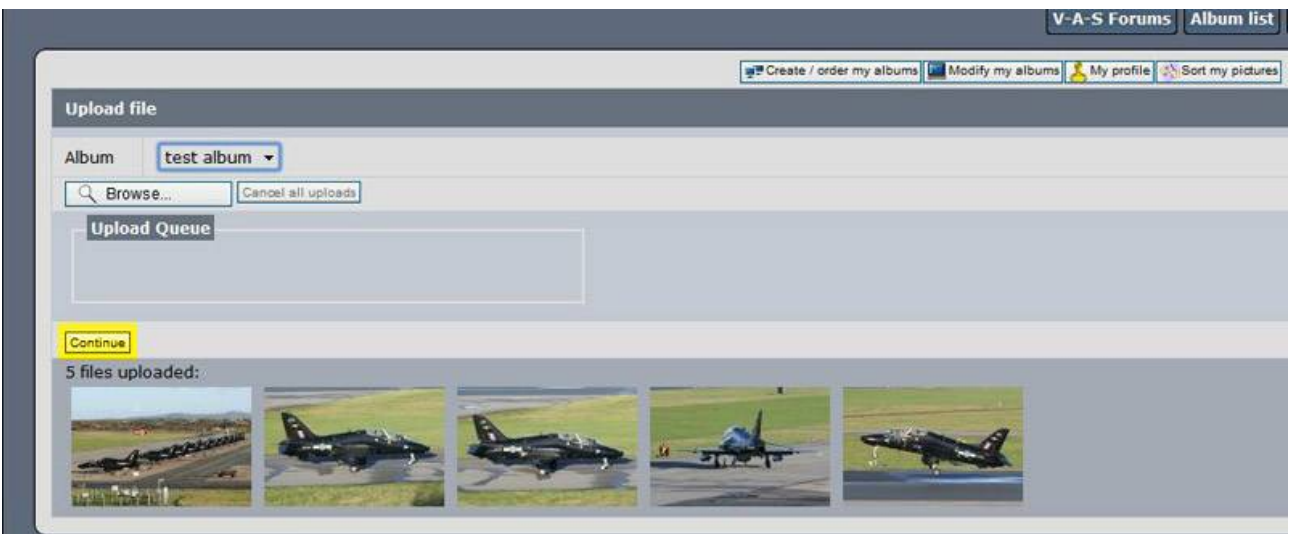 V-A-S Forums Album list
Create / order my albums Modify my albums My profile Sort my pictures
Upload file
Album test album
Browse... Cancel all uploads
Upload Queue
Continue
5 files uploaded: